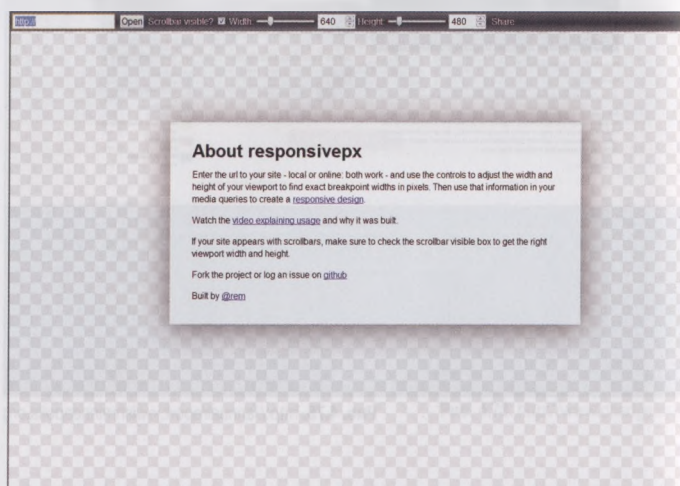 http:// Open Scrollbar visible? Width: 640 Height: 480 Share
About responsivepx
Enter the url to your site - local or online: both work - and use the controls to adjust the width and
height of your viewport to find exact breakpoint widths in pixels. Then use that information in your
media queries to create a responsive design.
Watch the video explaining usage and why it was built.
If your site appears with scrollbars, make sure to check the scrollbar visible box to get the right
viewport width and height.
Fork the project or log an issue on github
Built by @rem